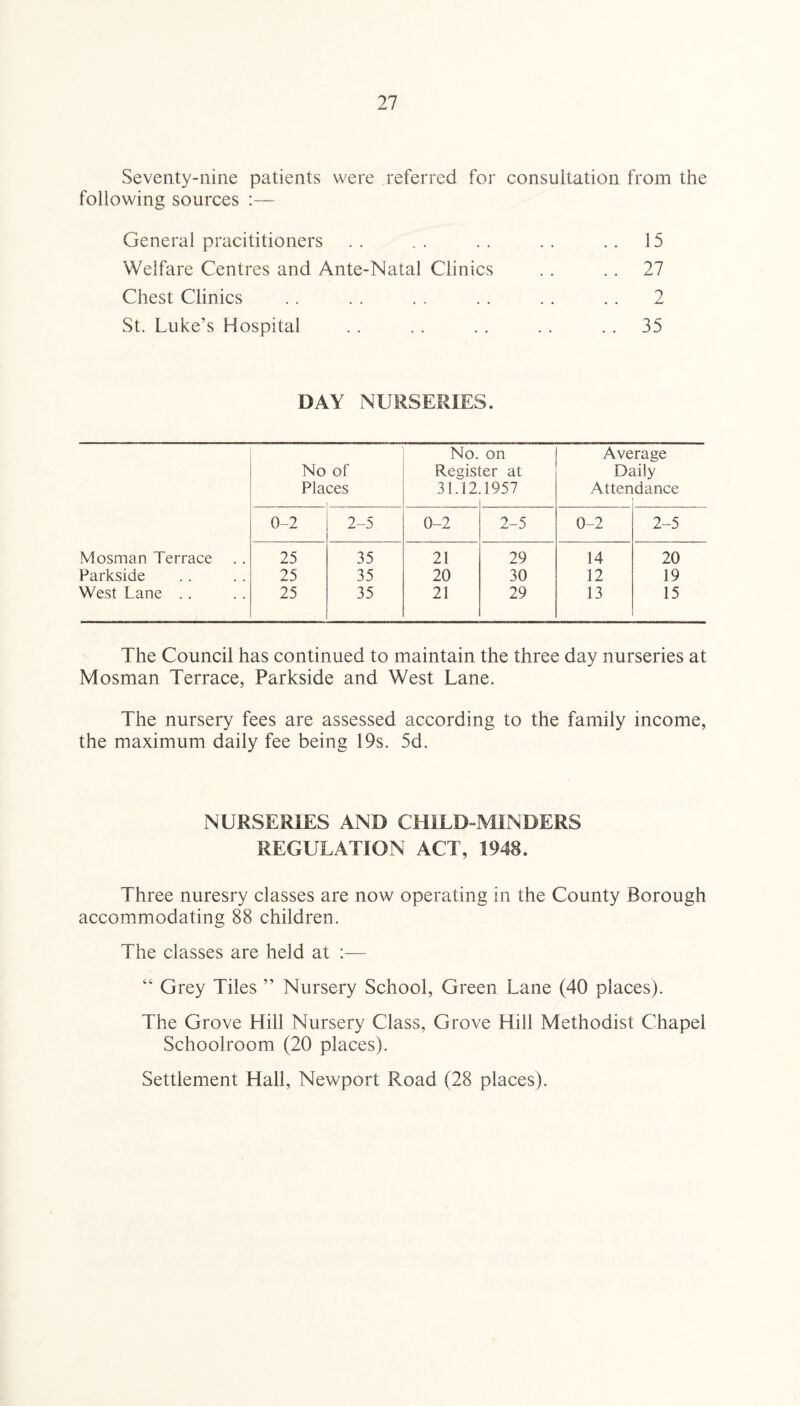 27
Seventy-nine patients were referred for consultation from the
following sources :—
General pracititioners . . . . . . . . . . 15
Welfare Centres and Ante-Natal Clinics . . . . 27
Chest Clinics . . . . . . . . . . . . 2
St. Luke's Hospital . . . . . . . . . . 35
DAY NURSERIES.
No of Places | No. on Register at 31.12.1957 | Average Daily Attendance
0–2 | 2–5 | 0–2 | 2–5 | 0–2 | 2–5
Mosman Terrace . . 25 35 21 29 14 20
Parkside . . . . 25 35 20 30 12 19
West Lane . . . . 25 35 21 29 13 15
The Council has continued to maintain the three day nurseries at
Mosman Terrace, Parkside and West Lane.
The nursery fees are assessed according to the family income,
the maximum daily fee being 19s. 5d.
NURSERIES AND CHILD-MINDERS
REGULATION ACT, 1948.
Three nuresry classes are now operating in the County Borough
accommodating 88 children.
The classes are held at :—
“ Grey Tiles ” Nursery School, Green Lane (40 places).
The Grove Hill Nursery Class, Grove Hill Methodist Chapel
Schoolroom (20 places).
Settlement Hall, Newport Road (28 places).